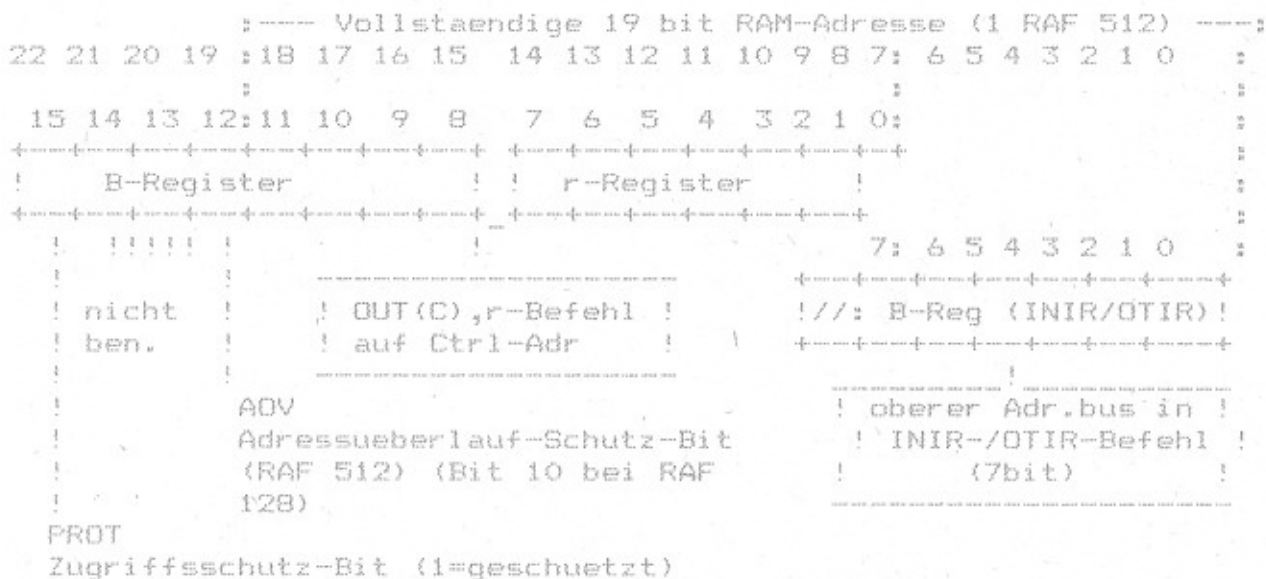 :---- Vollstaendige 19 bit RAM-Adresse (1 RAF 512) ---:
22 21 20 19 :18 17 16 15 14 13 12 11 10 9 8 7: 6 5 4 3 2 1 0 :
15 14 13 12:11 10 9 8 7 6 5 4 3 2 1 0:
! B-Register ! ! r-Register !
! !!!!! ! ! 7: 6 5 4 3 2 1 0 :
! nicht ! ! OUT(C),r-Befehl ! !//: B-Reg (INIR/OTIR)!
! ben. ! ! auf Ctrl-Adr !
AOV ! oberer Adr.bus in !
! Adressueberlauf-Schutz-Bit ! INIR-/OTIR-Befehl !
! (RAF 512) (Bit 10 bei RAF ! (7bit) !
! 128)
PROT
Zugriffsschutz-Bit (1=geschuetzt)